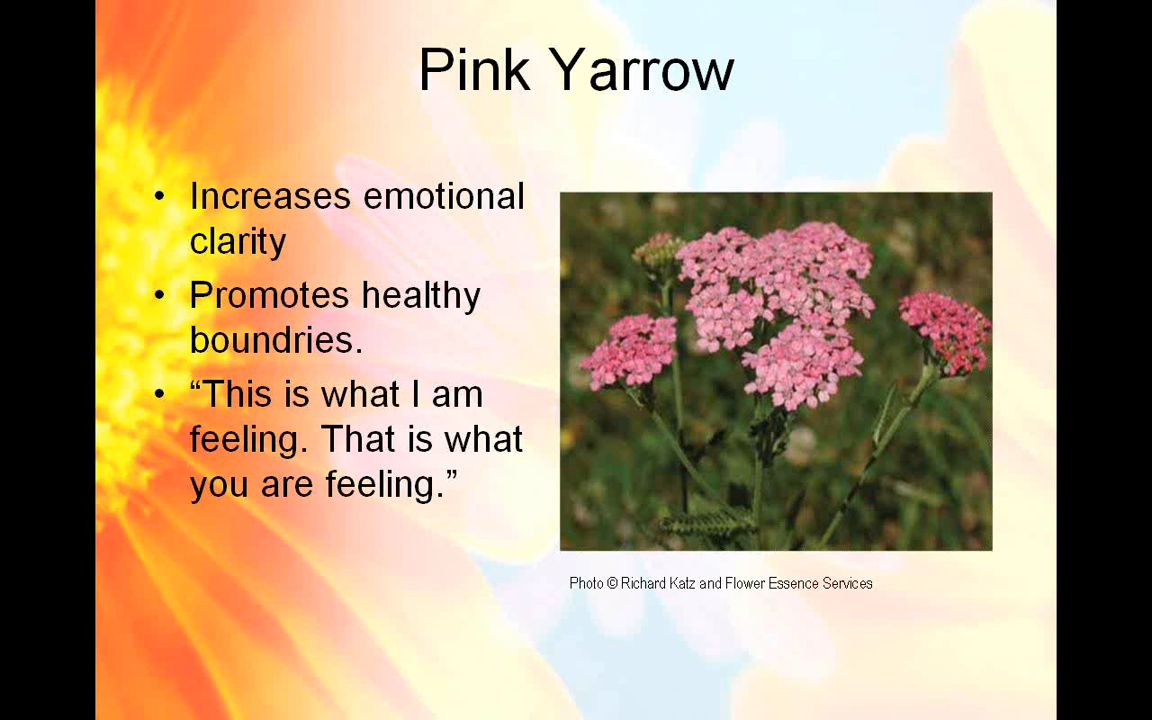 Pink Yarrow
• Increases emotional
clarity
• Promotes healthy
boundries.
• “This is what I am
feeling. That is what
you are feeling.”
Photo © Richard Katz and Flower Essence Services